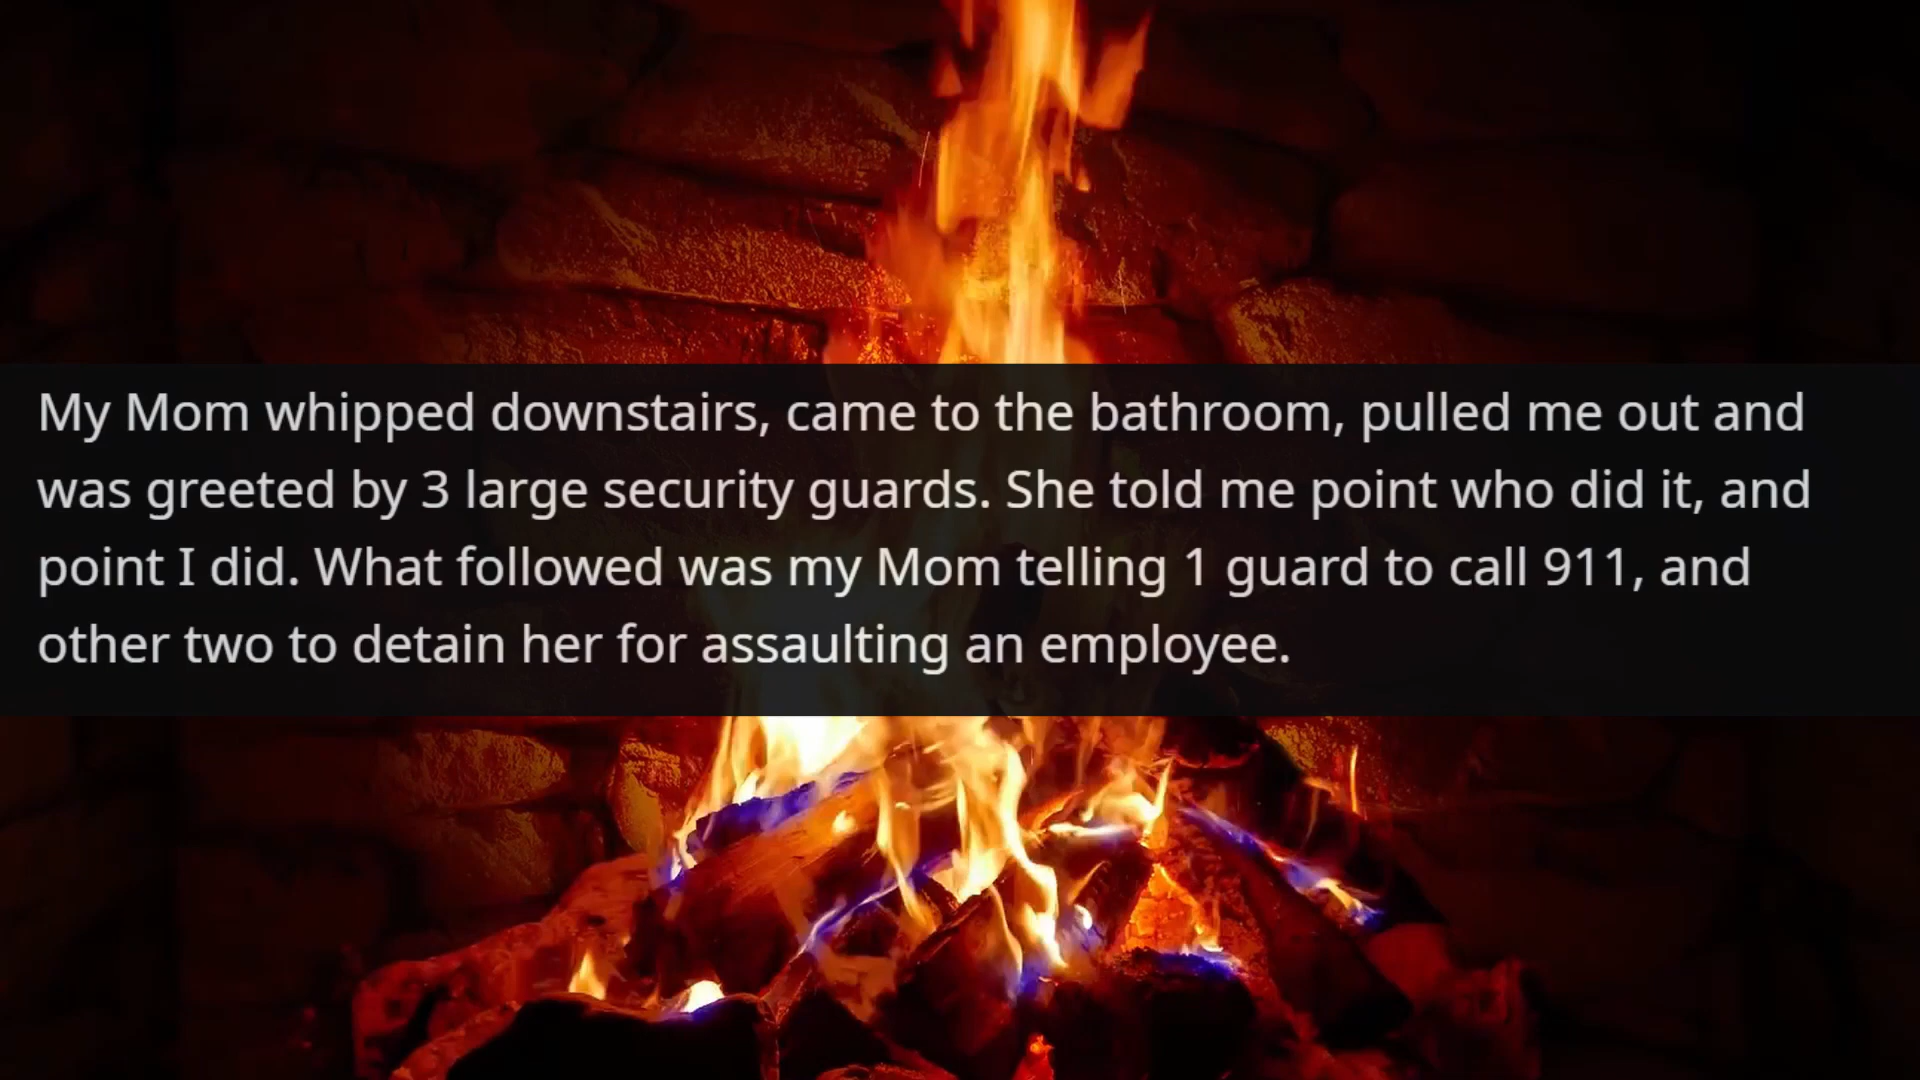 My Mom whipped downstairs, came to the bathroom, pulled me out and
was greeted by 3 large security guards. She told me point who did it, and
point I did. What followed was my Mom telling 1 guard to call 911, and
other two to detain her for assaulting an employee.